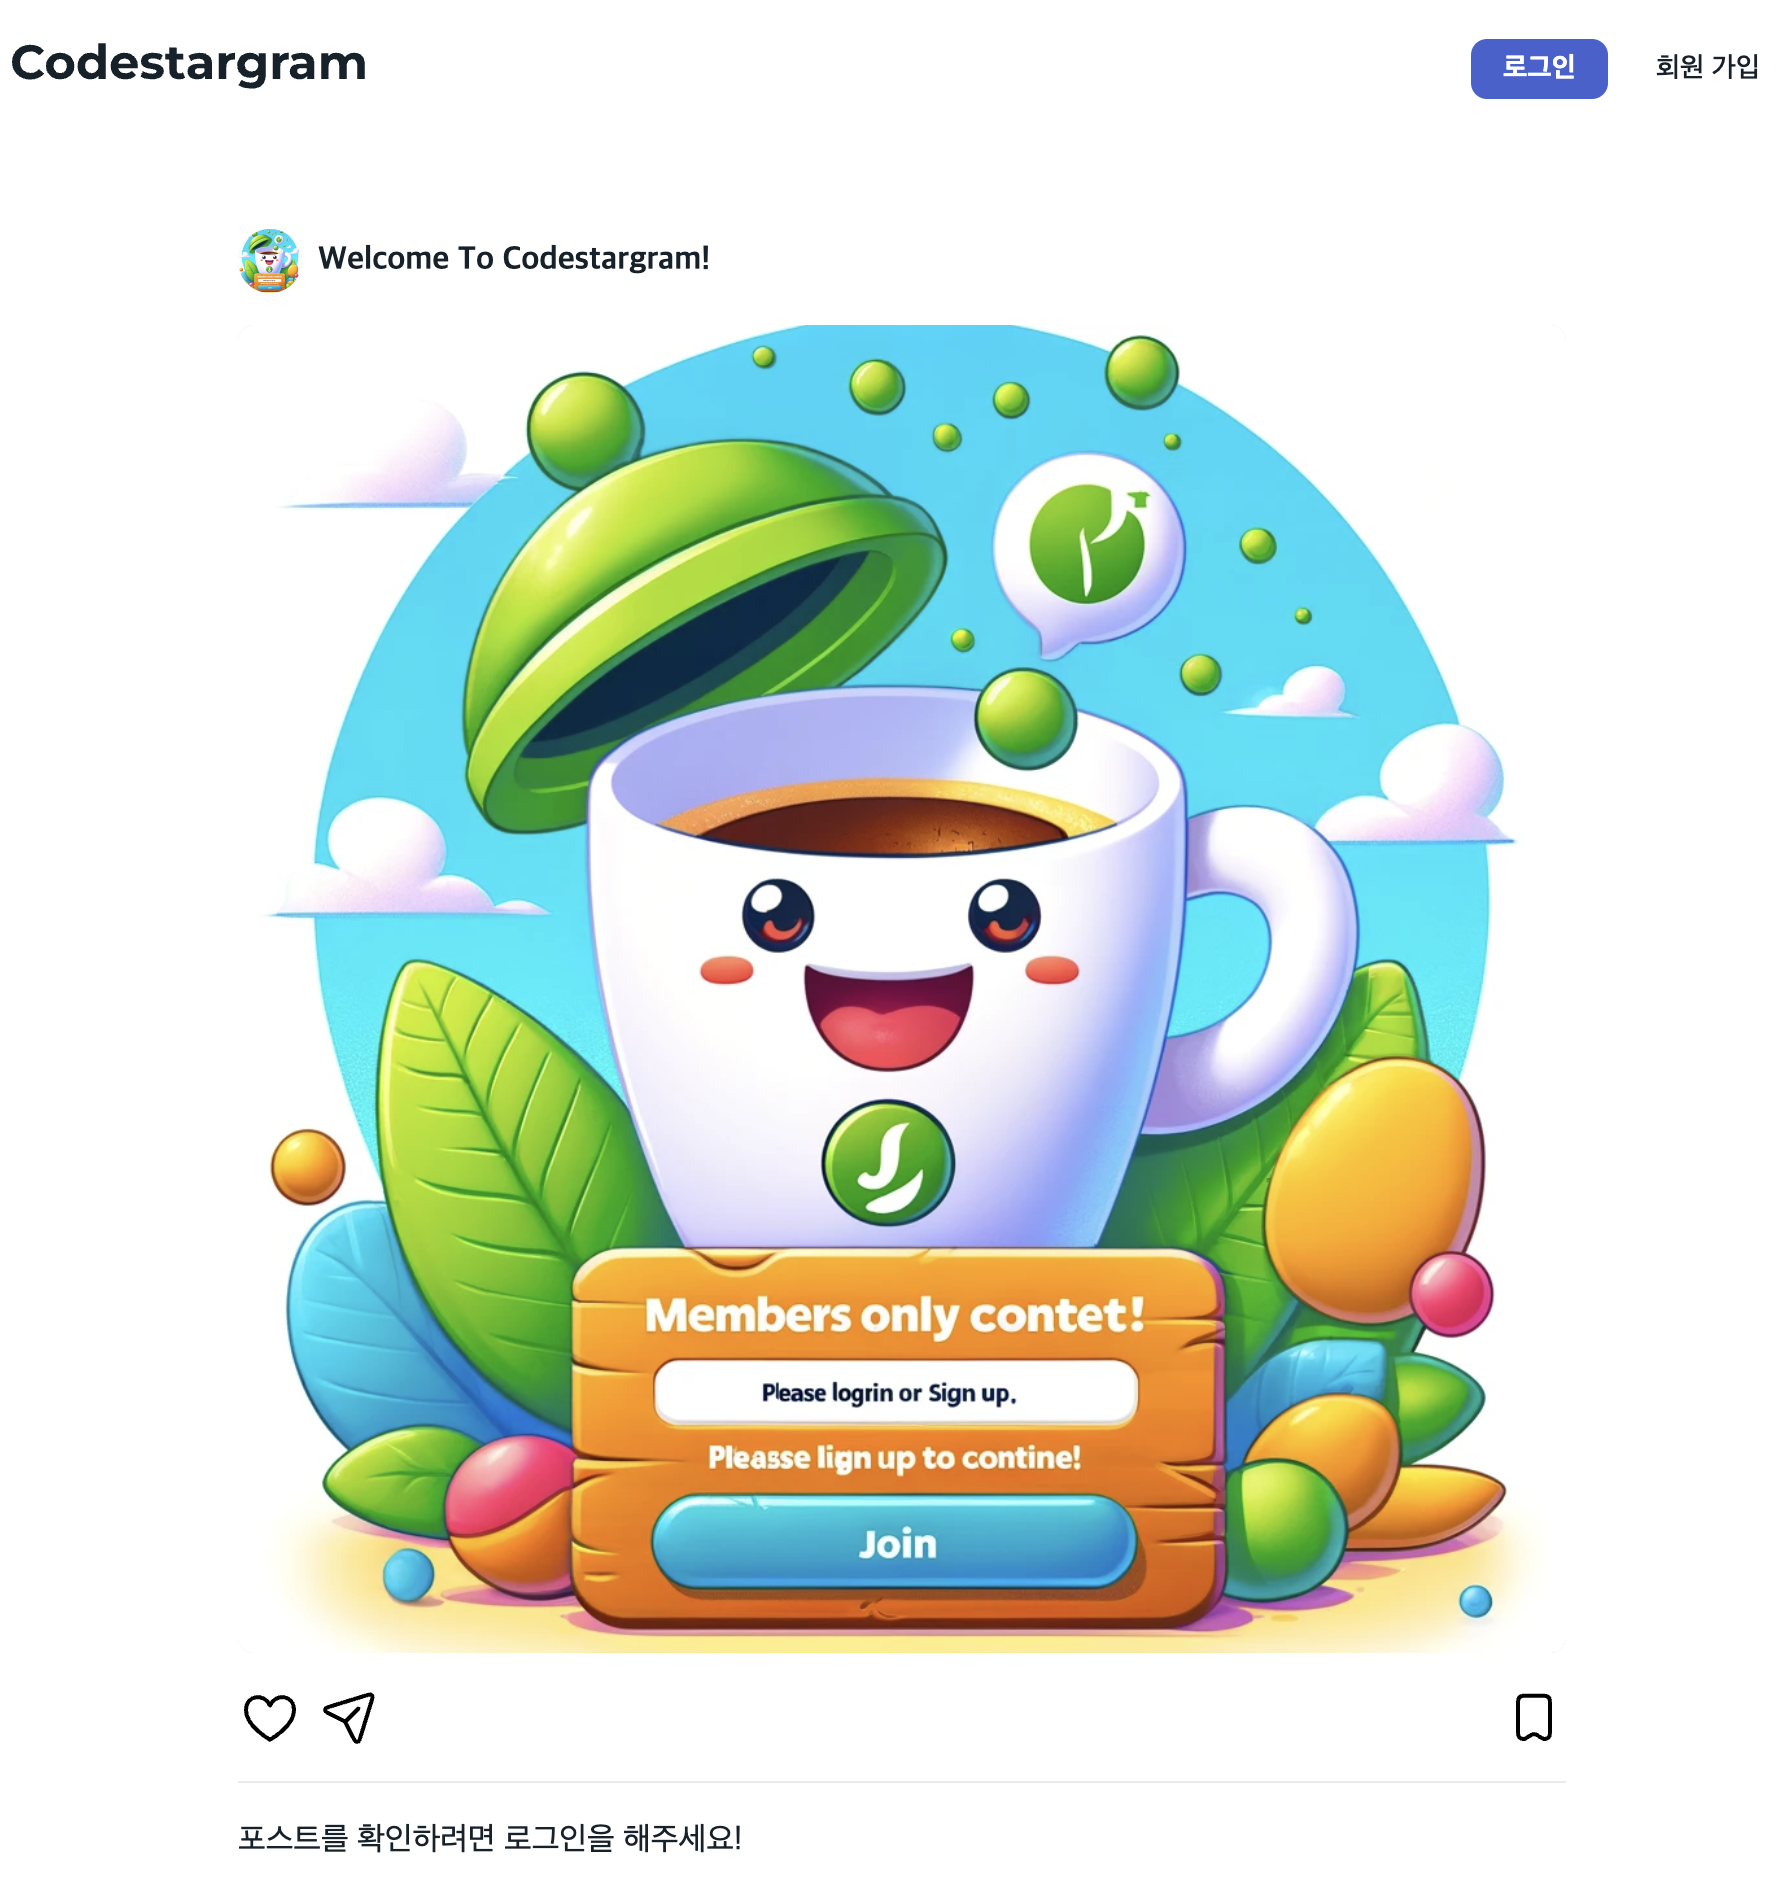 Codestargram
로그인
회원 가입
Welcome To Codestargram!
Members only contet!
Please logrin or Sign up.
Pleasse lign up to contine!
Join
포스트를 확인하려면 로그인을 해주세요!